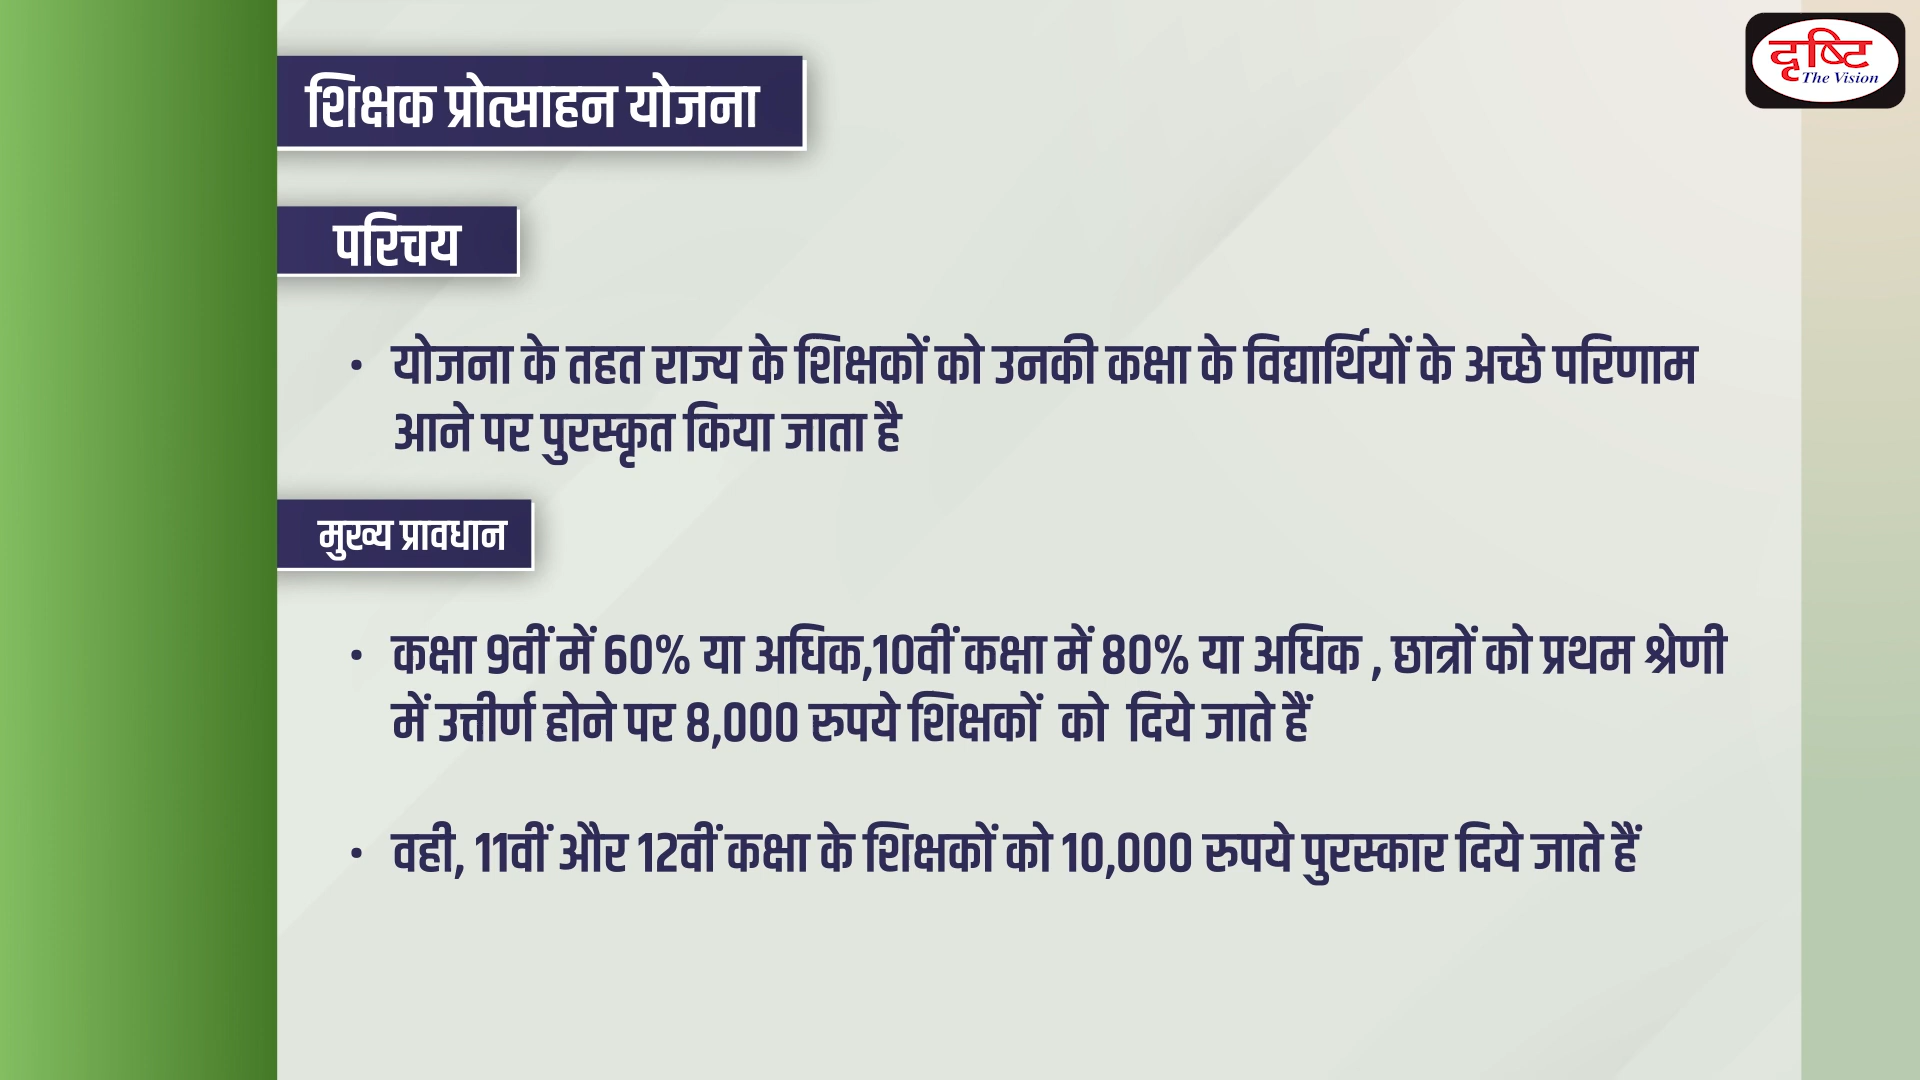 दृष्टि
The Vision
शिक्षक प्रोत्साहन योजना
परिचय
• योजना के तहत राज्य के शिक्षकों को उनकी कक्षा के विद्यार्थियों के अच्छे परिणाम
आने पर पुरस्कृत किया जाता है
मुख्य प्रावधान
• कक्षा 9वीं में 60% या अधिक,10वीं कक्षा में 80% या अधिक , छात्रों को प्रथम श्रेणी
में उत्तीर्ण होने पर 8,000 रुपये शिक्षकों को दिये जाते हैं
• वही, 11वीं और 12वीं कक्षा के शिक्षकों को 10,000 रुपये पुरस्कार दिये जाते हैं